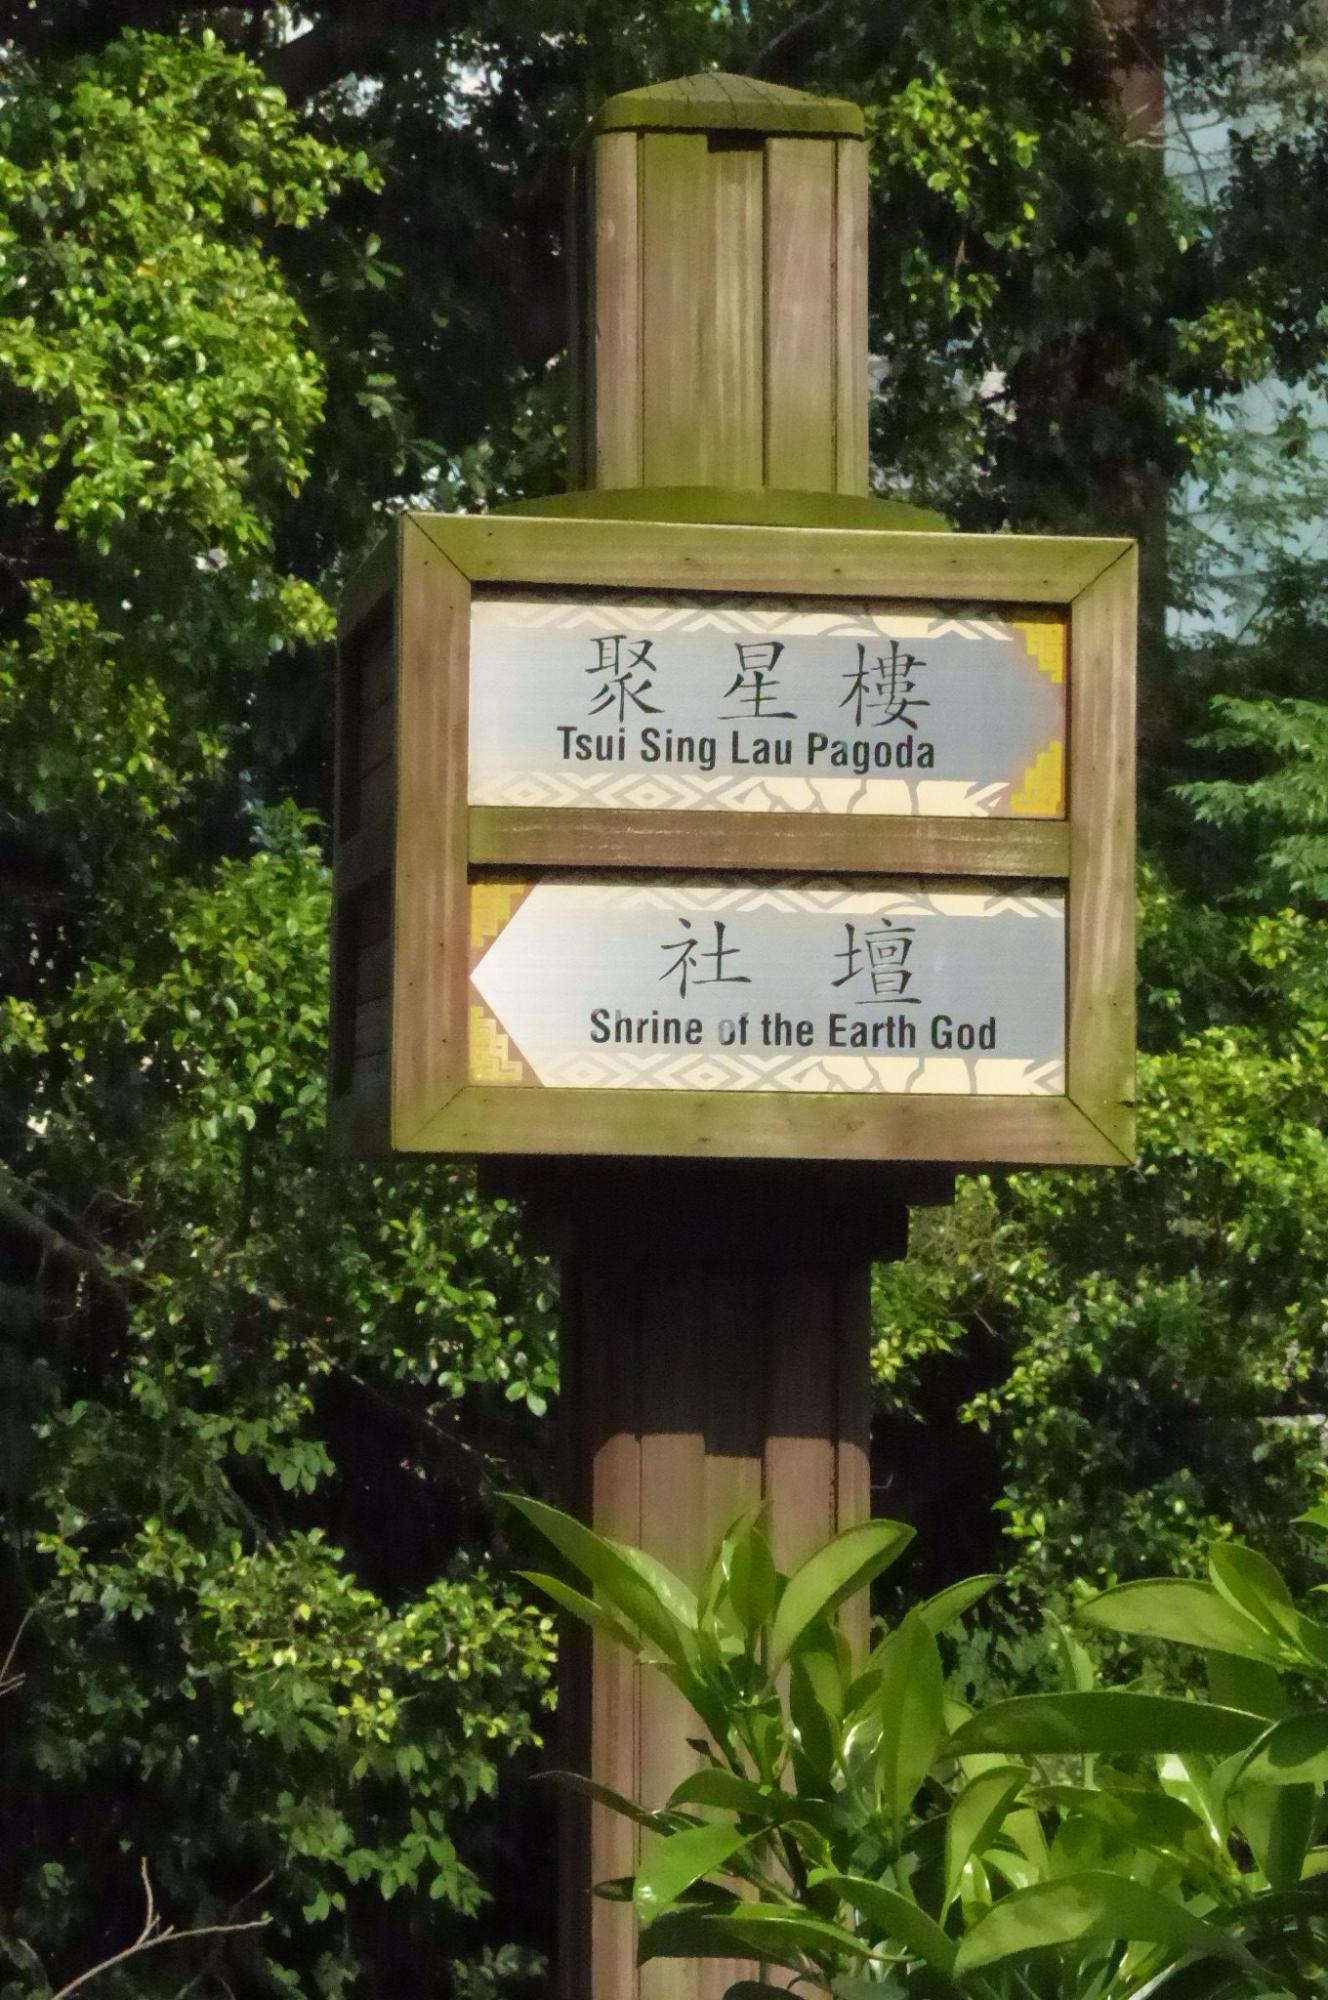 聚星樓
Tsui Sing Lau Pagoda
社壇
Shrine of the Earth God